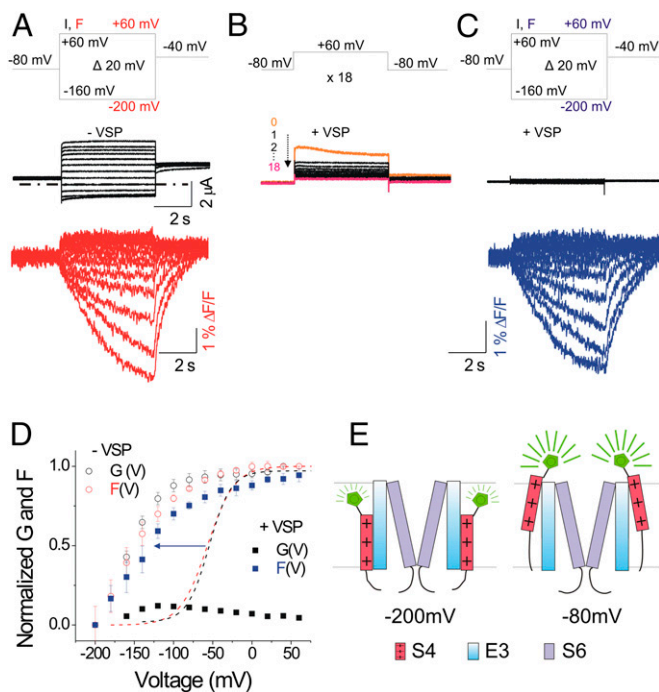 A
I, F +60 mV
+60 mV
-80 mV
Δ 20 mV
-40 mV
-160 mV
-200 mV
- VSP
2 µA
2 s
1 % ΔF/F
2 s
B
+60 mV
-80 mV
-80 mV
x 18
+ VSP
0
1
2
18
2 s
C
I, F +60 mV
+60 mV
-80 mV
Δ 20 mV
-40 mV
-160 mV
-200 mV
+ VSP
1 % ΔF/F
2 s
D
- VSP
G (V)
F(V)
+ VSP
G(V)
F(V)
Normalized G and F
1.0
0.5
0.0
-200 -150 -100 -50 0 50
Voltage (mV)
E
+ + + + + +
+ + + + + +
-200mV
-80mV
S4 E3 S6